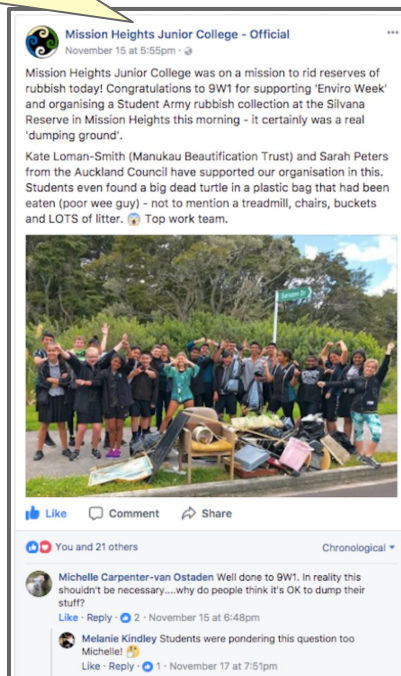 Mission Heights Junior College - Official
November 15 at 5:55pm ·
Mission Heights Junior College was on a mission to rid reserves of
rubbish today! Congratulations to 9W1 for supporting 'Enviro Week'
and organising a Student Army rubbish collection at the Silvana
Reserve in Mission Heights this morning - it certainly was a real
'dumping ground'.
Kate Loman-Smith (Manukau Beautification Trust) and Sarah Peters
from the Auckland Council have supported our organisation in this.
Students even found a big dead turtle in a plastic bag that had been
eaten (poor wee guy) - not to mention a treadmill, chairs, buckets
and LOTS of litter. 😱 Top work team.
Like Comment Share
You and 21 others Chronological
Michelle Carpenter-van Ostaden Well done to 9W1. In reality this
shouldn't be necessary....why do people think it's OK to dump their
stuff?
Like · Reply · 2 · November 15 at 6:48pm
Melanie Kindley Students were pondering this question too
Michelle! 🤔
Like · Reply · 1 · November 17 at 7:51pm